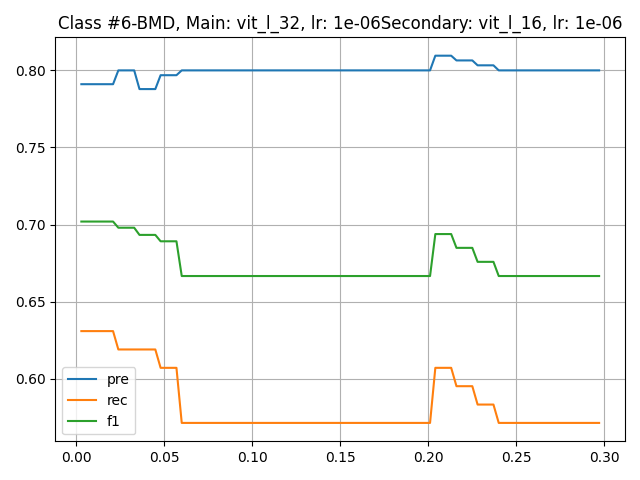 Class #6-BMD, Main: vit_l_32, lr: 1e-06Secondary: vit_l_16, lr: 1e-06
0.80
0.75
0.70
0.65
0.60
pre
rec
f1
0.00 0.05 0.10 0.15 0.20 0.25 0.30